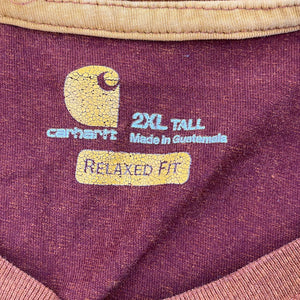 carhartt
2XL TALL
Made in Guatemala
RELAXED FIT